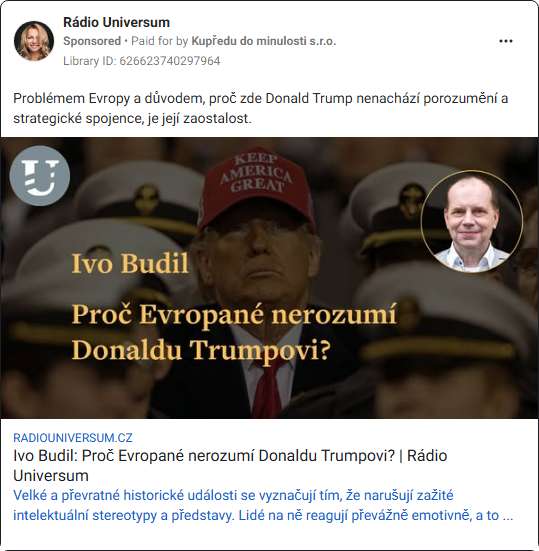 Rádio Universum
Sponsored • Paid for by Kupředu do minulosti s.r.o.
Library ID: 626623740297964
Problémem Evropy a důvodem, proč zde Donald Trump nenachází porozumění a
strategické spojence, je její zaostalost.
U
KEEP
AMERICA
GREAT
Ivo Budil
Proč Evropané nerozumí
Donaldu Trumpovi?
RADIOUNIVERSUM.CZ
Ivo Budil: Proč Evropané nerozumí Donaldu Trumpovi? | Rádio
Universum
Velké a převratné historické události se vyznačují tím, že narušují zažité
intelektuální stereotypy a představy. Lidé na ně reagují převážně emotivně, a to ...